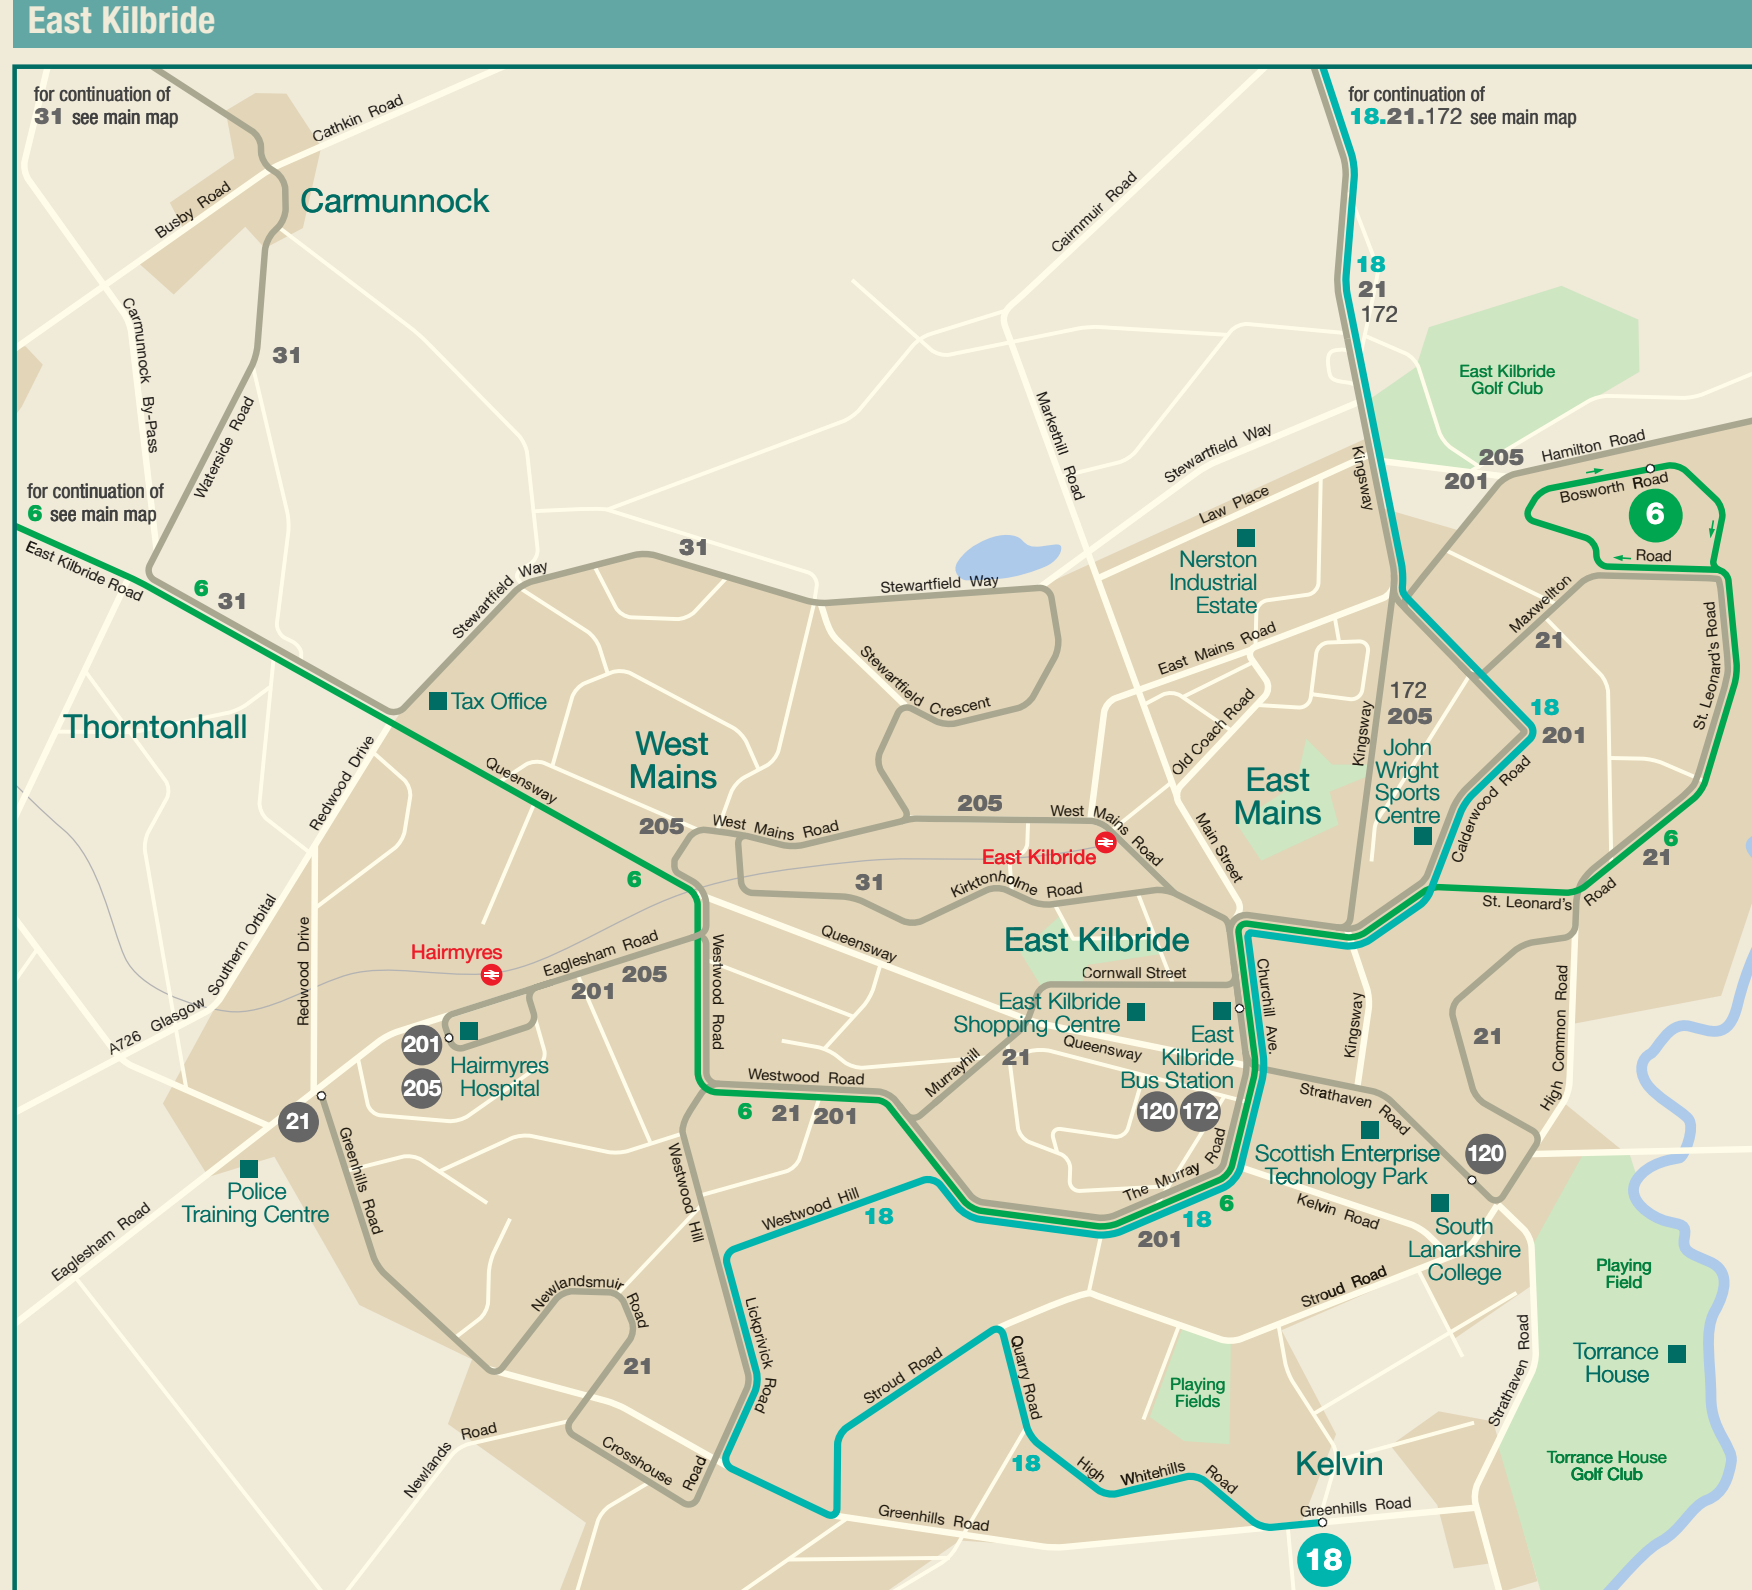 East Kilbride
for continuation of
31 see main map
Cathkin Road
for continuation of
18.21.172 see main map
Busby Road
Carmunnock
Cairnmuir Road
18
21
172
Carmunnock By-Pass
31
East Kilbride
Golf Club
Waterside Road
Markethill Road
Stewartfield Way
Kingsway
205
Hamilton Road
201
Bosworth Road
6
Road
for continuation of
6 see main map
East Kilbride Road
Law Place
Nerston
Industrial
Estate
31
Stewartfield Way
Stewartfield Way
6
31
Maxwellton
21
St. Leonard's Road
East Mains Road
Stewartfield Crescent
Tax Office
Thorntonhall
Redwood Drive
West
Mains
Queensway
Old Coach Road
East
Mains
Kingsway
172
205
John
Wright
Sports
Centre
18
201
Calderwood Road
205
West Mains Road
205
West Mains Road
East Kilbride
Main Street
6
21
6
31
Kirktonholme Road
St. Leonard's Road
A726 Glasgow Southern Orbital
Redwood Drive
Hairmyres
Eaglesham Road
205
201
Westwood Road
Queensway
East Kilbride
Cornwall Street
East Kilbride
Shopping Centre
Churchill Ave.
East
Kilbride
Bus Station
120
172
Kingsway
21
High Common Road
201
Hairmyres
Hospital
205
21
Murrayhill
21
Queensway
Westwood Road
6
21
201
Strathaven Road
Scottish Enterprise
Technology Park
120
Greenhills Road
Police
Training Centre
Westwood Hill
Westwood Hill
18
The Murray Road
18
6
201
Kelvin Road
South
Lanarkshire
College
Eaglesham Road
Playing
Field
Newlandsmuir Road
21
Lickprivick Road
Stroud Road
Stroud Road
Quarry Road
Strathaven Road
Torrance
House
Playing
Fields
Newlands Road
Crosshouse Road
18
High Whitehills Road
Kelvin
Torrance House
Golf Club
Greenhills Road
Greenhills Road
18